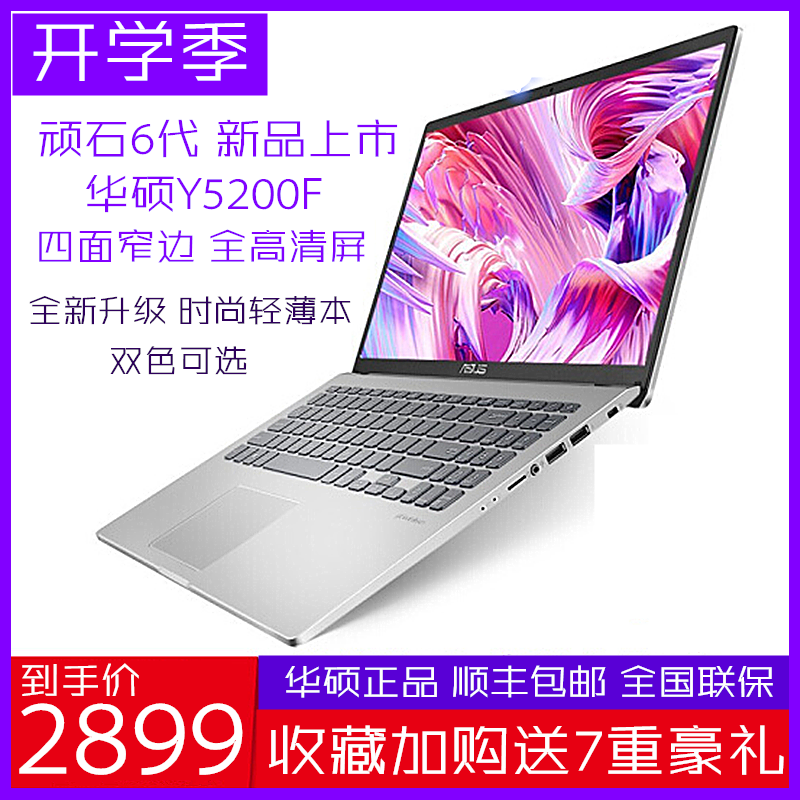 开学季
顽石6代 新品上市
华硕Y5200F
四面窄边 全高清屏
全新升级 时尚轻薄本
双色可选
ASUS
到手价
2899
华硕正品 顺丰包邮 全国联保
收藏加购送7重豪礼